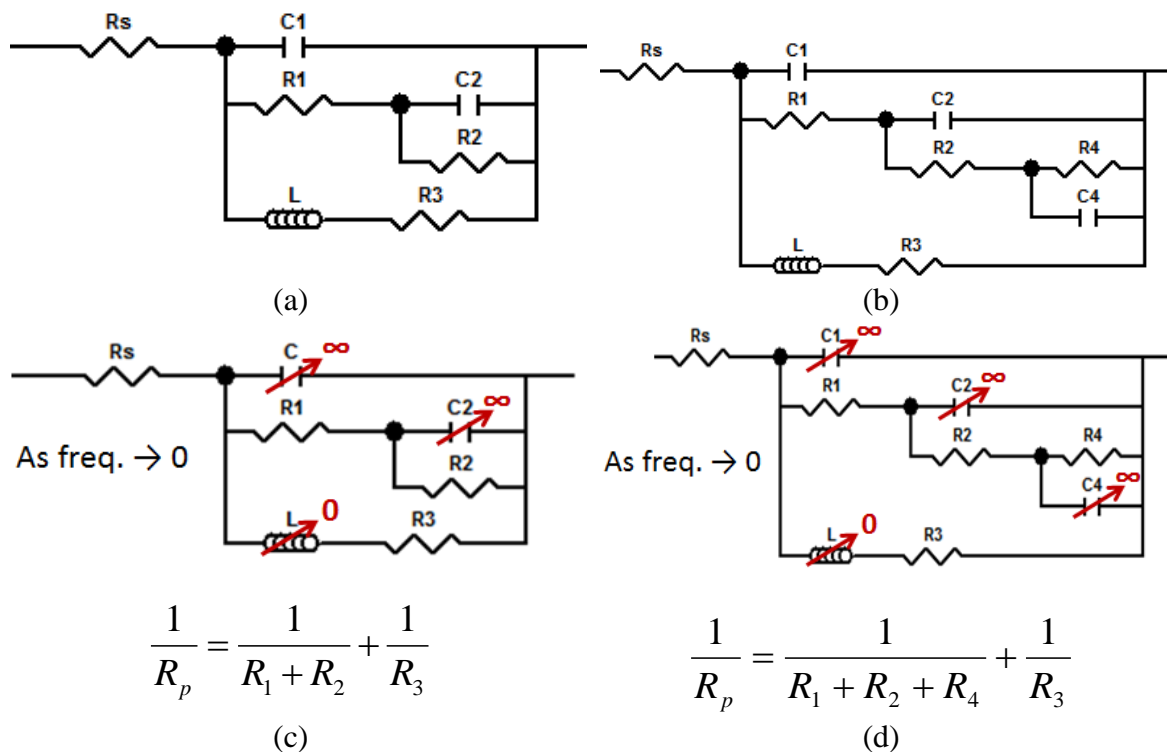 Rs C1
R1 C2
R2
L R3
(a)
Rs C1
R1 C2
R2 R4
C4
L R3
(b)
Rs C ∞
R1 C2 ∞
As freq. → 0
R2
L 0 R3
1/R_p = 1/(R_1 + R_2) + 1/R_3
(c)
Rs C1 ∞
R1 C2 ∞
As freq. → 0
R2 R4
C4 ∞
L 0 R3
1/R_p = 1/(R_1 + R_2 + R_4) + 1/R_3
(d)